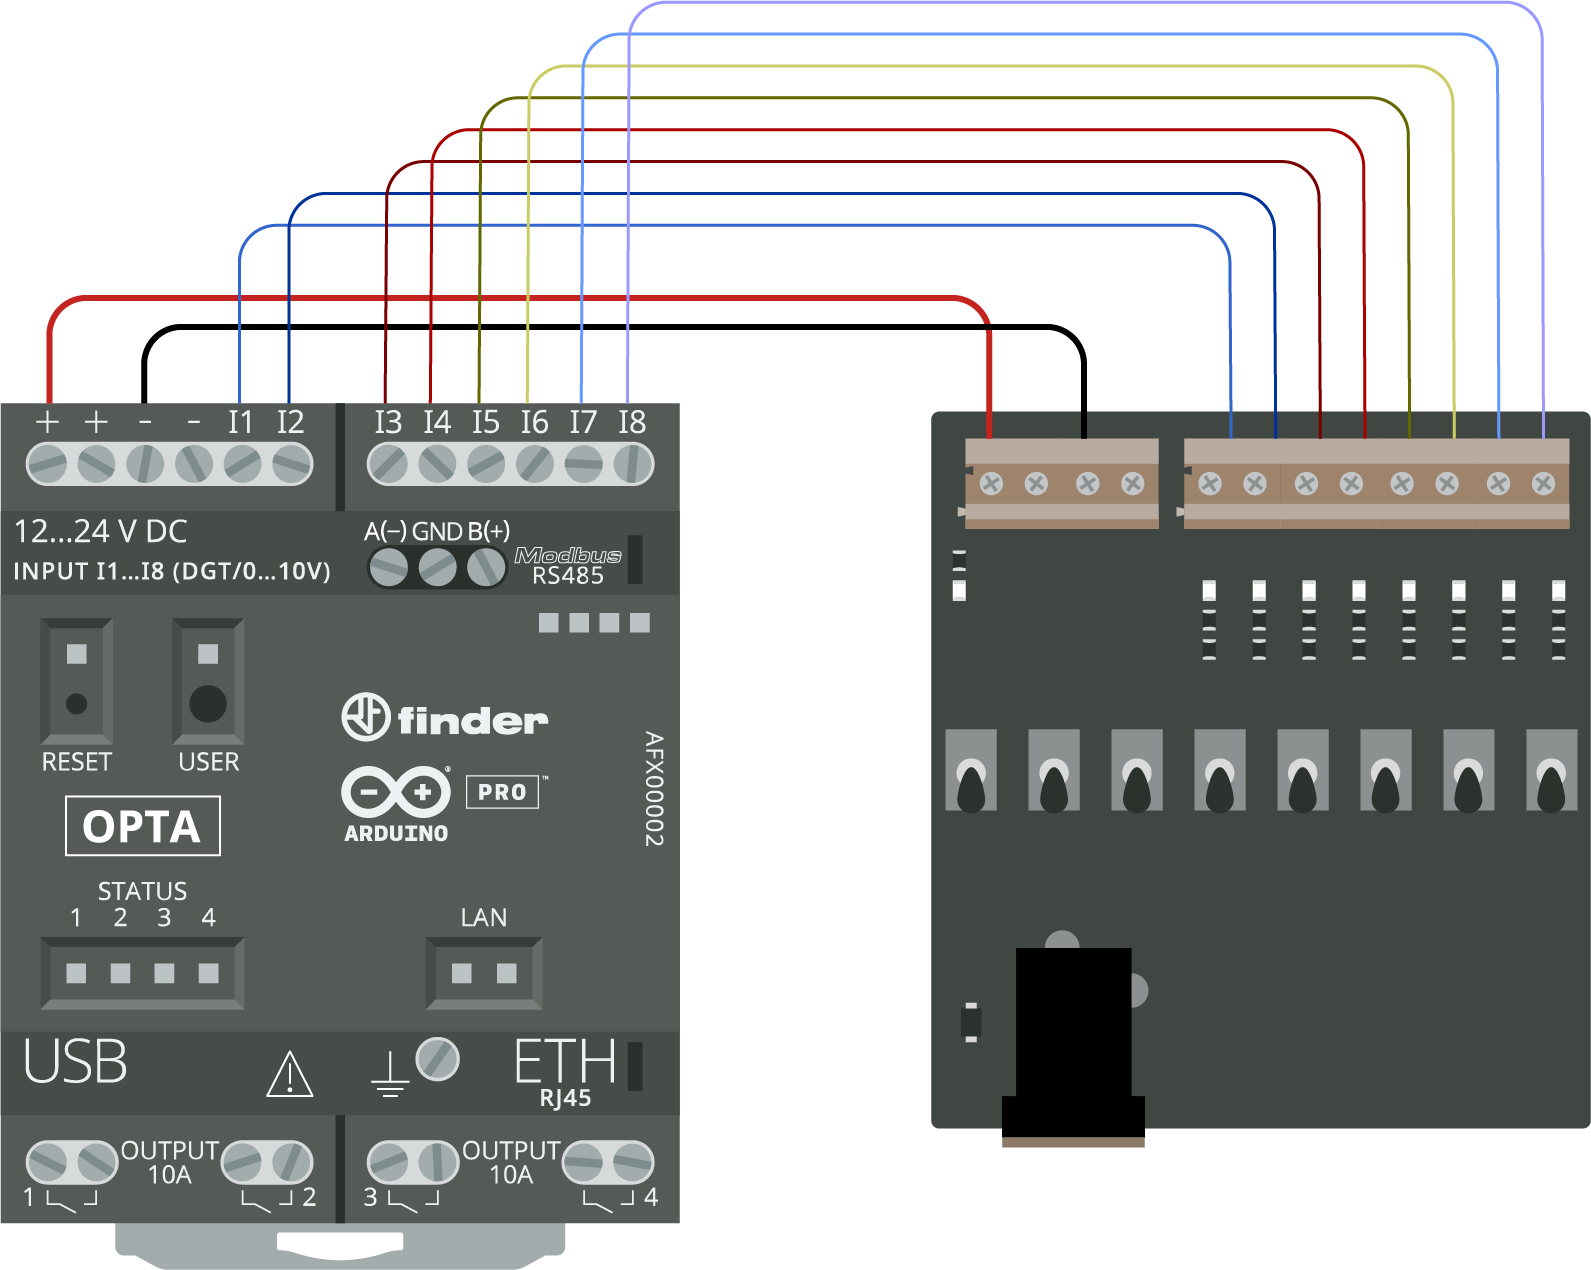 + + - - I1 I2 I3 I4 I5 I6 I7 I8
12...24 V DC
INPUT I1...I8 (DGT/0...10V)
A(−) GND B(+)
Modbus
RS485
RESET
USER
finder
ARDUINO
PRO
™
®
AFX00002
OPTA
STATUS
1 2 3 4
LAN
USB
ETH
RJ45
OUTPUT
10A
1
2
OUTPUT
10A
3
4